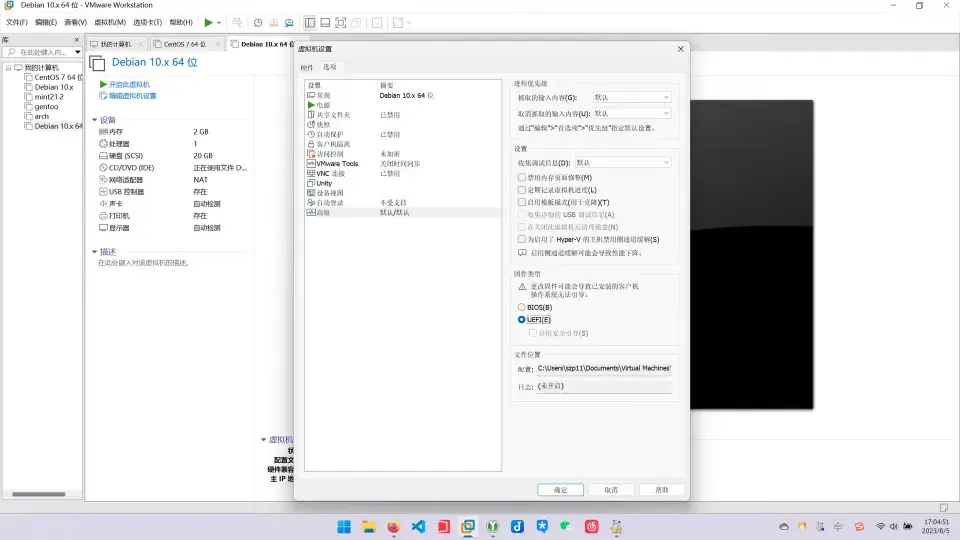 Debian 10.x 64 位 - VMware Workstation
文件(F) 编辑(E) 查看(V) 虚拟机(M) 选项卡(T) 帮助(H)
库
在此处键入内...
我的计算机
CentOS 7 64 位
Debian 10.x
mint21.2
gentoo
arch
Debian 10.x 64
我的计算机 CentOS 7 64 位 Debian 10.x 64 位
Debian 10.x 64 位
开启此虚拟机
编辑虚拟机设置
设备
内存 2 GB
处理器 1
硬盘 (SCSI) 20 GB
CD/DVD (IDE) 正在使用文件 D...
网络适配器 NAT
USB 控制器 存在
声卡 自动检测
打印机 存在
显示器 自动检测
描述
在此处键入对该虚拟机的描述。
虚拟机
状
配置文
硬件兼容
主 IP 地
虚拟机设置
硬件 选项
设置 摘要
常规 Debian 10.x 64 位
电源
共享文件夹 已禁用
快照
自动保护 已禁用
客户机隔离
访问控制 未加密
VMware Tools 关闭时间同步
VNC 连接 已禁用
Unity
设备视图
自动登录 不受支持
高级 默认/默认
进程优先级
抓取的输入内容(G): 默认
取消抓取的输入内容(U): 默认
通过"编辑">"首选项">"优先级"指定默认设置。
设置
收集调试信息(D): 默认
禁用内存页面修整(M)
定期记录虚拟机进度(L)
启用模板模式(用于克隆)(T)
收集详细的 USB 调试信息(A)
在关闭此虚拟机后清理磁盘(N)
为启用了 Hyper-V 的主机禁用侧通道缓解(S)
启用侧通道缓解可能会导致性能下降。
固件类型
更改固件可能会导致已安装的客户机
操作系统无法引导。
BIOS(B)
UEFI(E)
启用安全引导(S)
文件位置
配置: C:\Users\szp11\Documents\Virtual Machines\
日志: (未开启)
确定 取消 帮助
17:04:51
2023/8/5